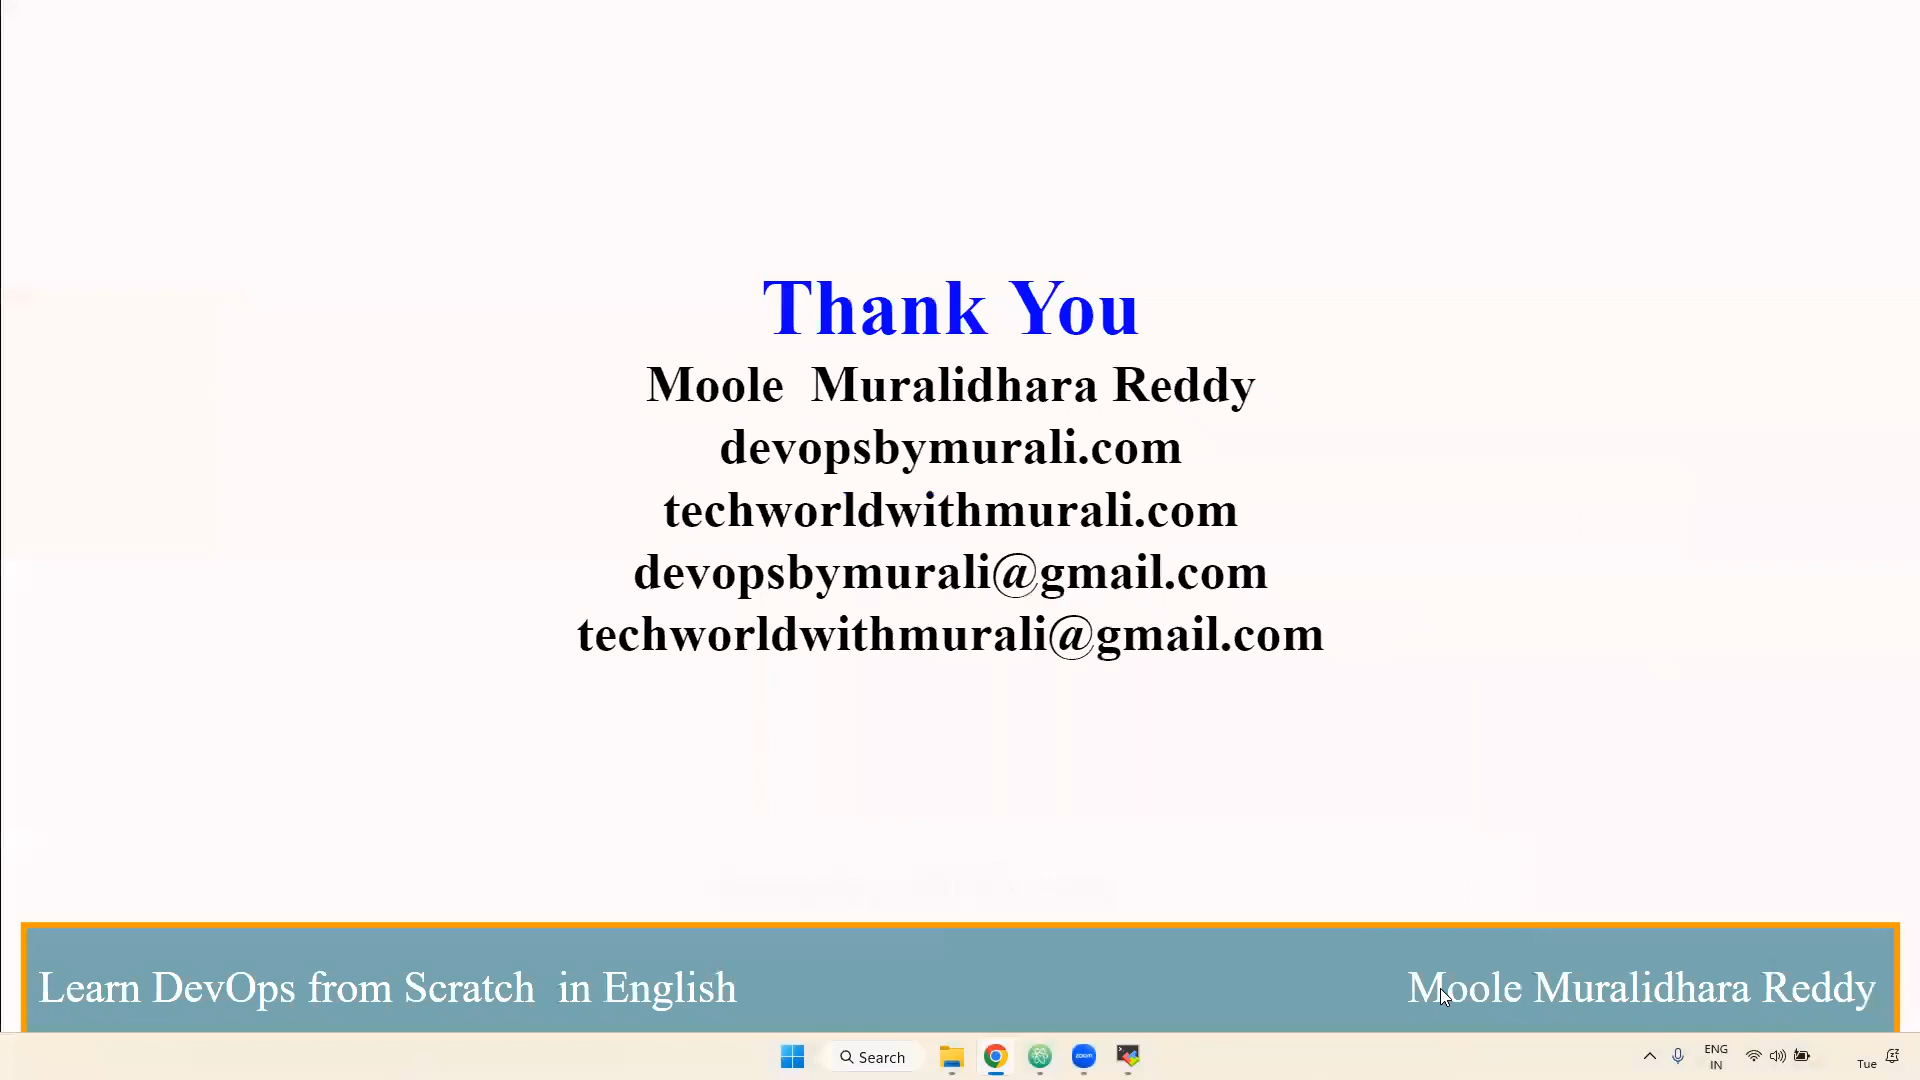 Thank You
Moole  Muralidhara Reddy
devopsbymurali.com
techworldwithmurali.com
devopsbymurali@gmail.com
techworldwithmurali@gmail.com
Learn DevOps from Scratch  in English
Moole Muralidhara Reddy
Search
zoom
ENG
IN
Tue